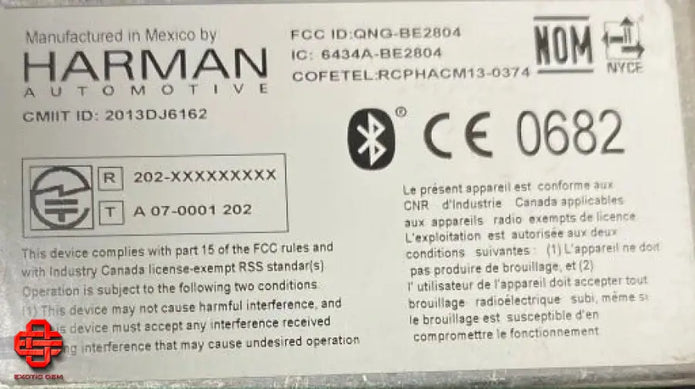 Manufactured in Mexico by
HARMAN
AUTOMOTIVE
CMIIT ID: 2013DJ6162
FCC ID:QNG-BE2804
IC: 6434A-BE2804
COFETEL:RCPHACM13-0374
NOM
NYCE
® CE 0682
R 202-XXXXXXXXX
T A 07-0001 202
This device complies with part 15 of the FCC rules and
with Industry Canada license-exempt RSS standar(s)
Operation is subject to the following two conditions
(1) This device may not cause harmful interference, and
is device must accept any interference received
ng interference that may cause undesired operation
Le présent appareil est conforme aux
CNR d'Industrie Canada applicables
aux appareils radio exempts de licence
L'exploitation est autorisée aux deux
conditions suivantes : (1) L'appareil ne doit
pas produire de brouillage, et (2)
l' utilisateur de l'appareil doit accepter tout
brouillage radioélectrique subi, même si
le brouillage est susceptible d'en
compromettre le fonctionnement
EXOTIC OEM